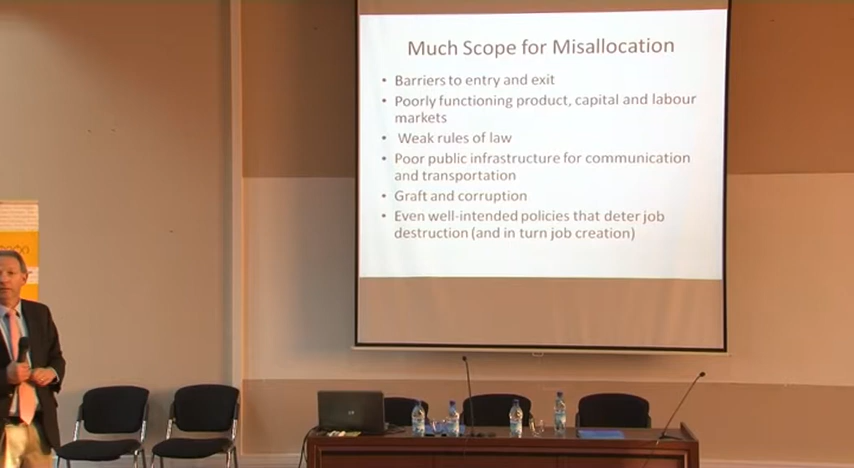 Much Scope for Misallocation
• Barriers to entry and exit
• Poorly functioning product, capital and labour
markets
• Weak rules of law
• Poor public infrastructure for communication
and transportation
• Graft and corruption
• Even well-intended policies that deter job
destruction (and in turn job creation)